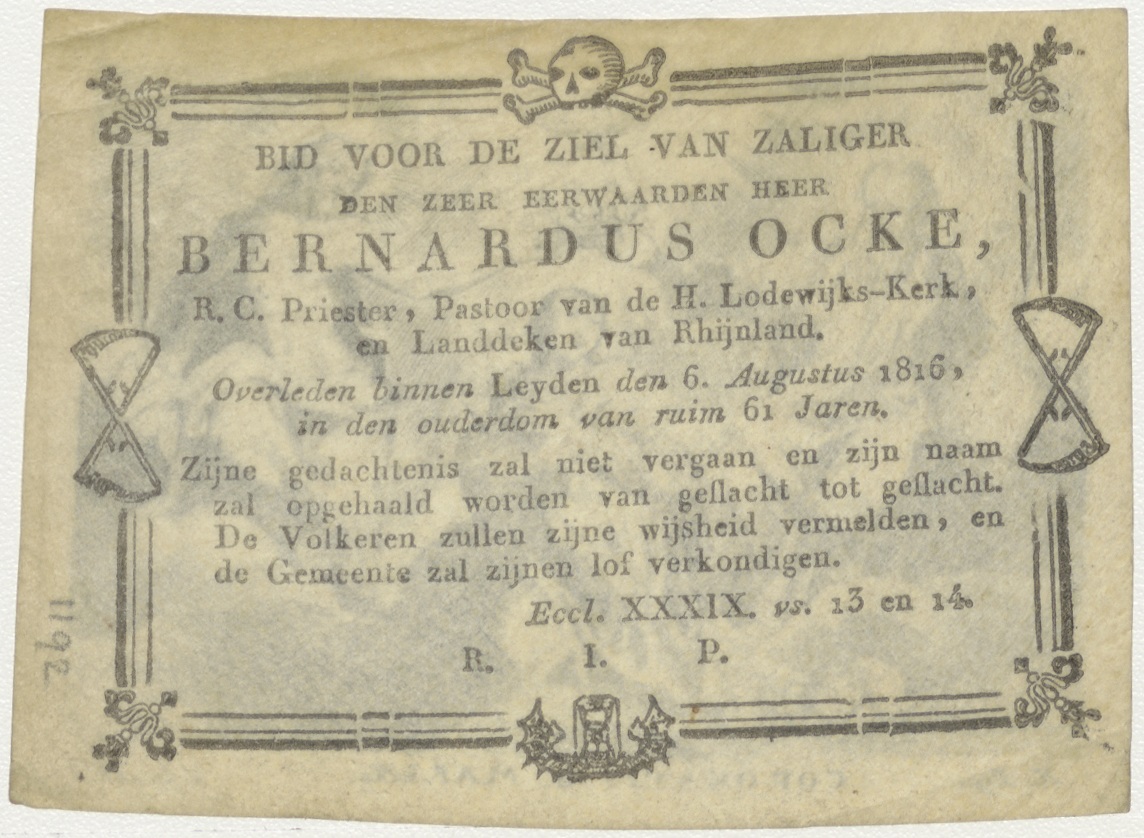 BID VOOR DE ZIEL VAN ZALIGER
DEN ZEER EERWAARDEN HEER
BERNARDUS OCKE,
R. C. Priester, Pastoor van de H. Lodewijks-Kerk,
en Landdeken van Rhijnland.
Overleden binnen Leyden den 6. Augustus 1816,
in den ouderdom van ruim 61 Jaren.
Zijne gedachtenis zal niet vergaan en zijn naam
zal opgehaald worden van geslacht tot geslacht.
De Volkeren zullen zijne wijsheid vermelden, en
de Gemeente zal zijnen lof verkondigen.
Eccl. XXXIX. vs. 13 en 14.
R. I. P.
1192